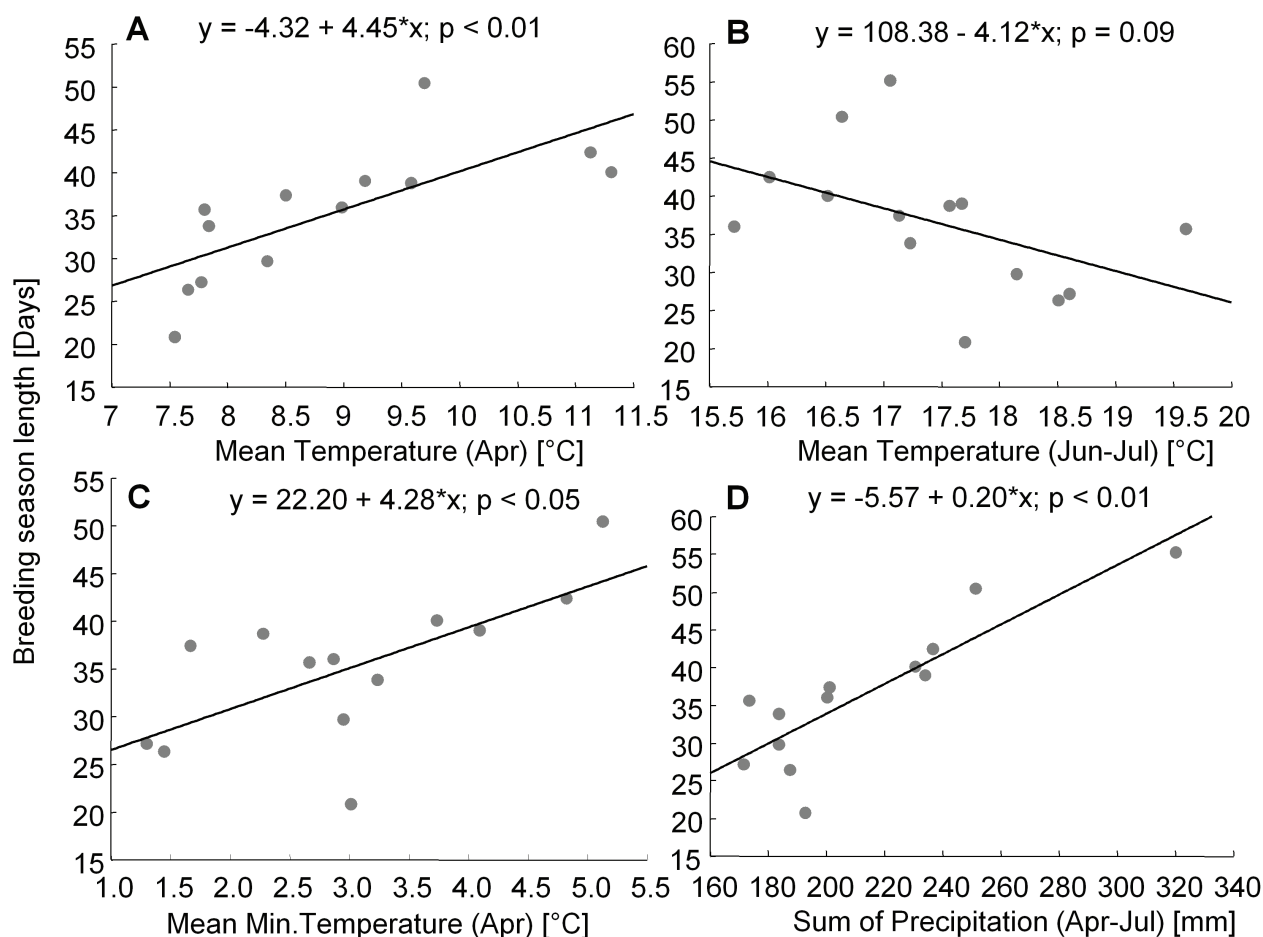 A y = -4.32 + 4.45*x; p < 0.01
55
50
45
40
35
30
25
20
15
7 7.5 8 8.5 9 9.5 10 10.5 11 11.5
Mean Temperature (Apr) [°C]
B y = 108.38 - 4.12*x; p = 0.09
60
55
50
45
40
35
30
25
20
15
15.5 16 16.5 17 17.5 18 18.5 19 19.5 20
Mean Temperature (Jun-Jul) [°C]
Breeding season length [Days]
C y = 22.20 + 4.28*x; p < 0.05
55
50
45
40
35
30
25
20
15
1.0 1.5 2.0 2.5 3.0 3.5 4.0 4.5 5.0 5.5
Mean Min.Temperature (Apr) [°C]
D y = -5.57 + 0.20*x; p < 0.01
60
55
50
45
40
35
30
25
20
15
160 180 200 220 240 260 280 300 320 340
Sum of Precipitation (Apr-Jul) [mm]